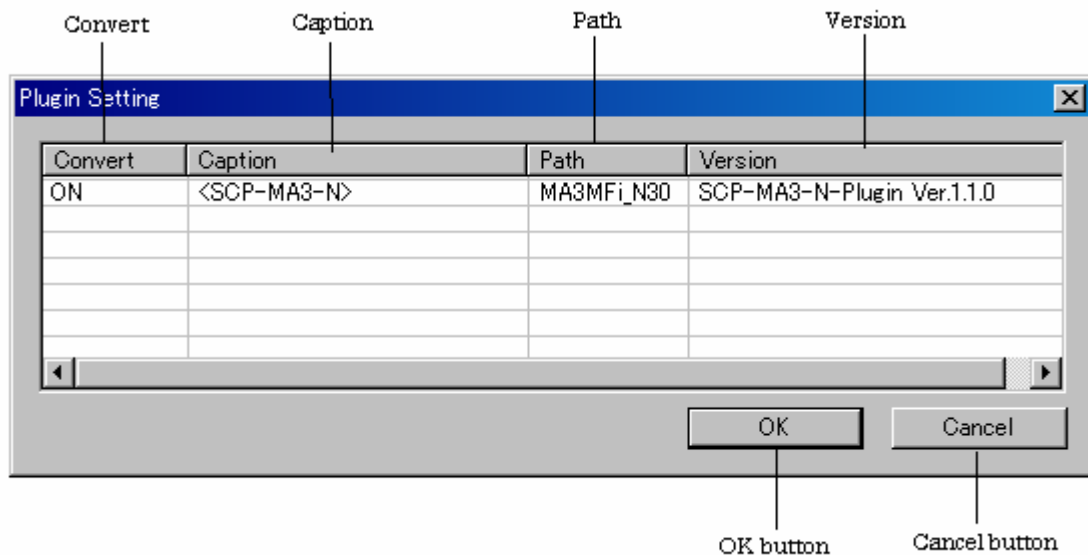 Convert Caption Path Version
Plugin Setting
Convert Caption Path Version
ON <SCP-MA3-N> MA3MFi_N30 SCP-MA3-N-Plugin Ver.1.1.0
OK Cancel
OK button Cancel button